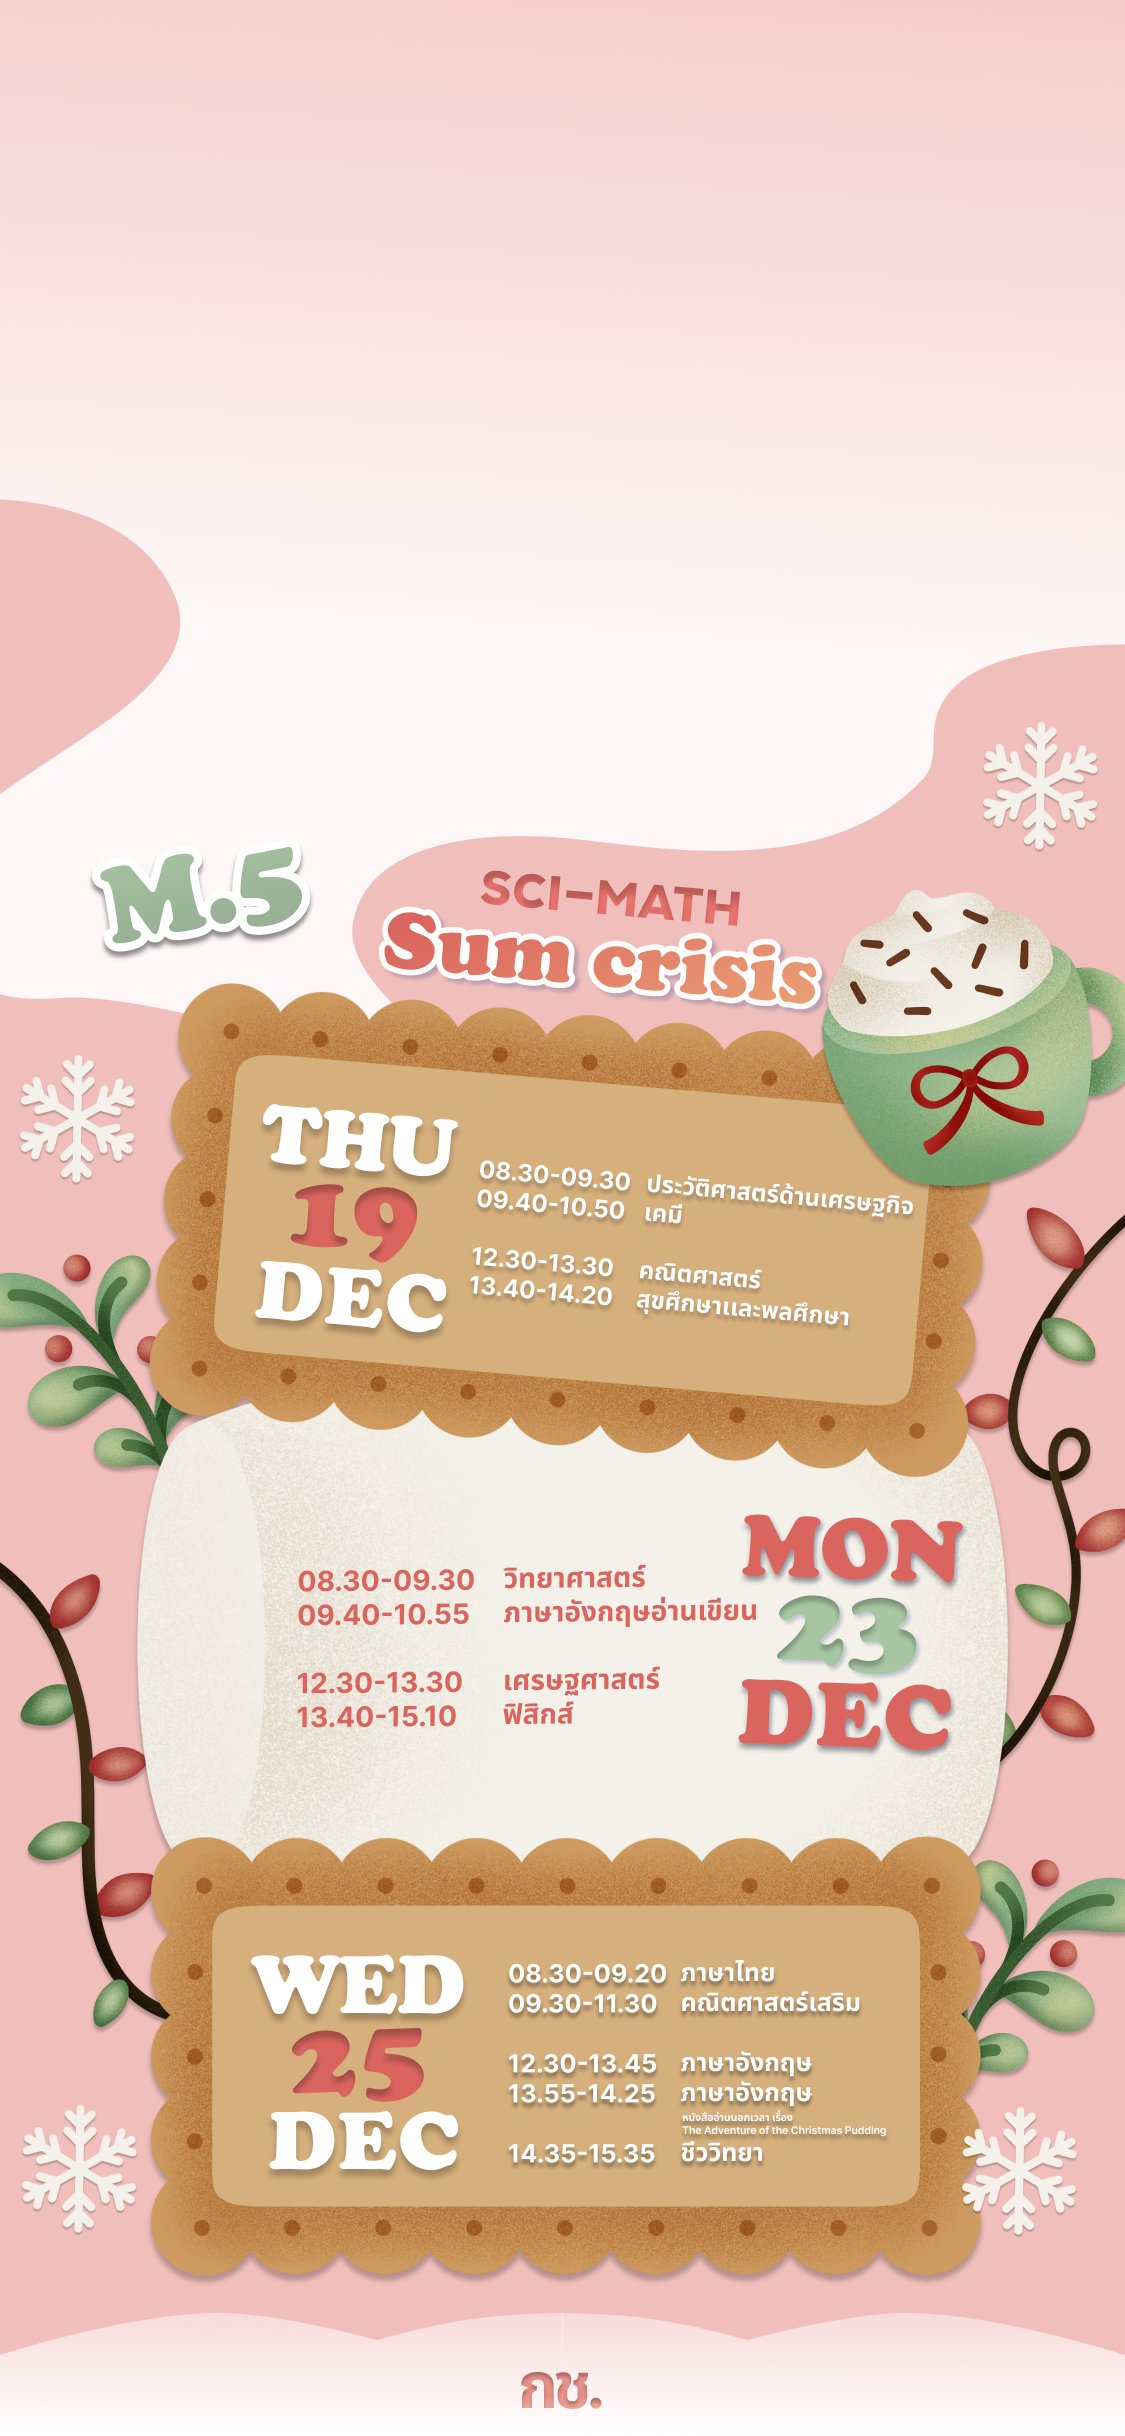 M.5
SCI-MATH
Sum crisis
THU
19
DEC
08.30-09.30 ประวัติศาสตร์ด้านเศรษฐกิจ
09.40-10.50 เคมี
12.30-13.30 คณิตศาสตร์
13.40-14.20 สุขศึกษาและพลศึกษา
08.30-09.30 วิทยาศาสตร์
09.40-10.55 ภาษาอังกฤษอ่านเขียน
12.30-13.30 เศรษฐศาสตร์
13.40-15.10 ฟิสิกส์
MON
23
DEC
WED
25
DEC
08.30-09.20 ภาษาไทย
09.30-11.30 คณิตศาสตร์เสริม
12.30-13.45 ภาษาอังกฤษ
13.55-14.25 ภาษาอังกฤษ
หนังสืออ่านนอกเวลา เรื่อง
The Adventure of the Christmas Pudding
14.35-15.35 ชีววิทยา
กช.